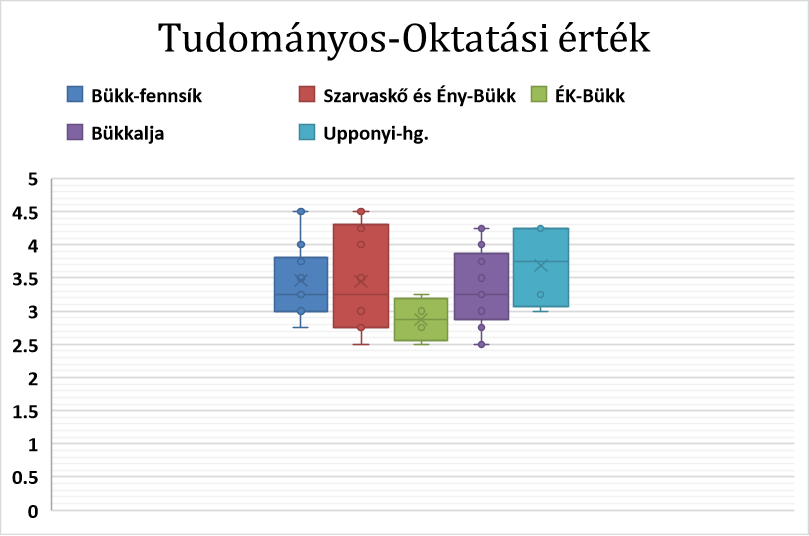 Tudományos-Oktatási érték
Bükk-fennsík
Szarvaskő és Ény-Bükk
ÉK-Bükk
Bükkalja
Upponyi-hg.
5
4.5
4
3.5
3
2.5
2
1.5
1
0.5
0